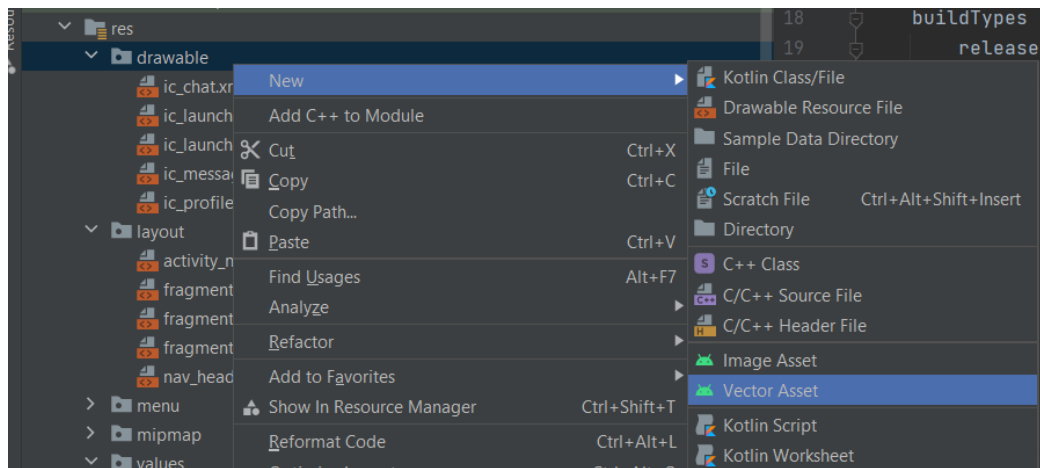 res
drawable
ic_chat.xr
ic_launch
ic_launch
ic_messa
ic_profile
layout
activity_n
fragment
fragment
fragment
nav_head
menu
mipmap
values
New
Add C++ to Module
Cut Ctrl+X
Copy Ctrl+C
Copy Path...
Paste Ctrl+V
Find Usages Alt+F7
Analyze
Refactor
Add to Favorites
Show In Resource Manager Ctrl+Shift+T
Reformat Code Ctrl+Alt+L
18 buildTypes
19 release
Kotlin Class/File
Drawable Resource File
Sample Data Directory
File
Scratch File Ctrl+Alt+Shift+Insert
Directory
S C++ Class
C++ C/C++ Source File
H C/C++ Header File
Image Asset
Vector Asset
Kotlin Script
Kotlin Worksheet